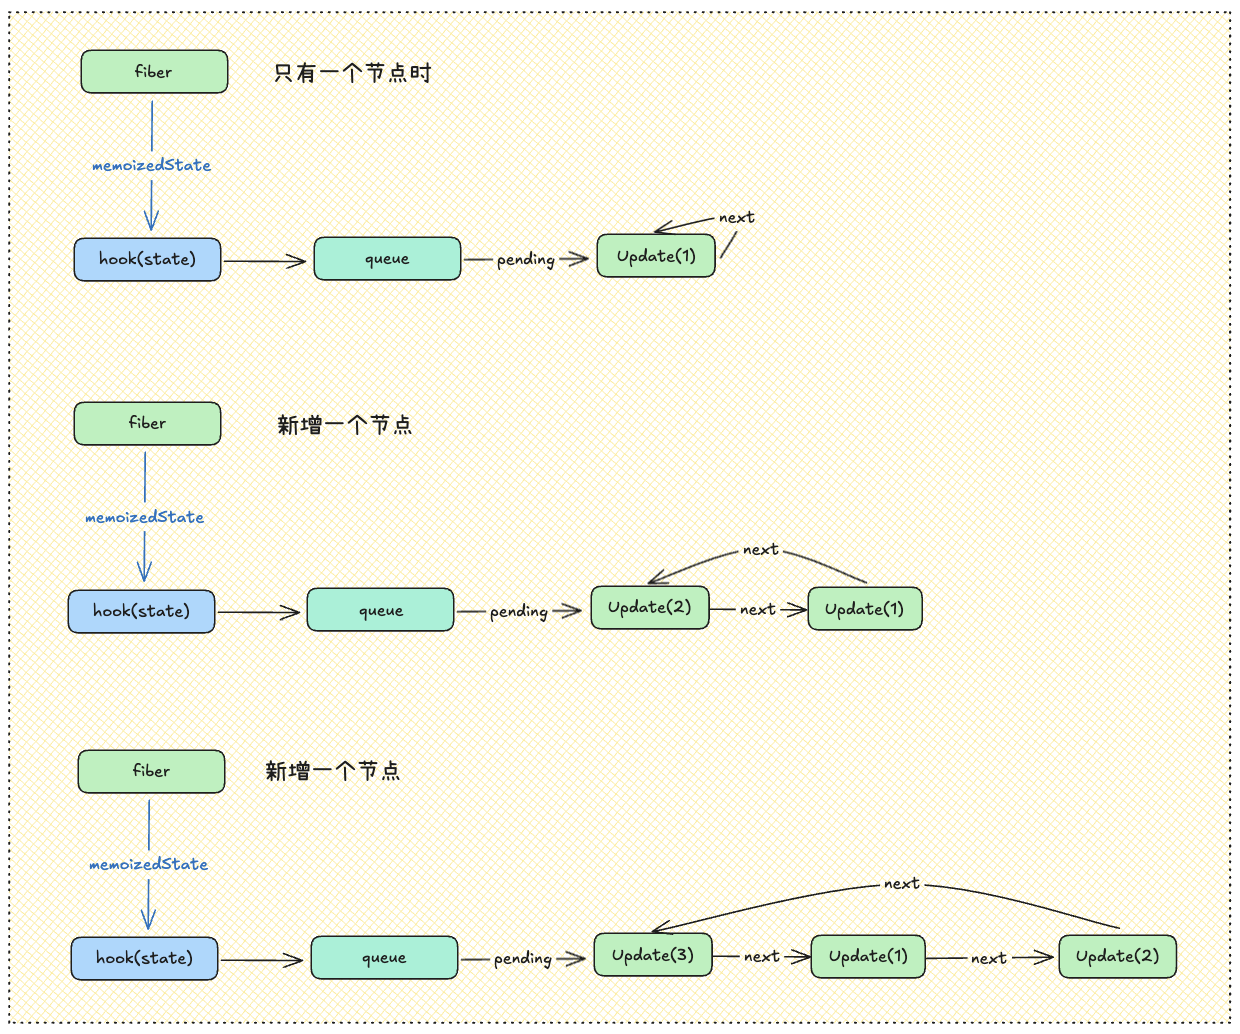 fiber
只有一个节点时
memoizedState
next
hook(state)
queue
pending
Update(1)
fiber
新增一个节点
memoizedState
next
hook(state)
queue
pending
Update(2)
next
Update(1)
fiber
新增一个节点
memoizedState
next
hook(state)
queue
pending
Update(3)
next
Update(1)
next
Update(2)